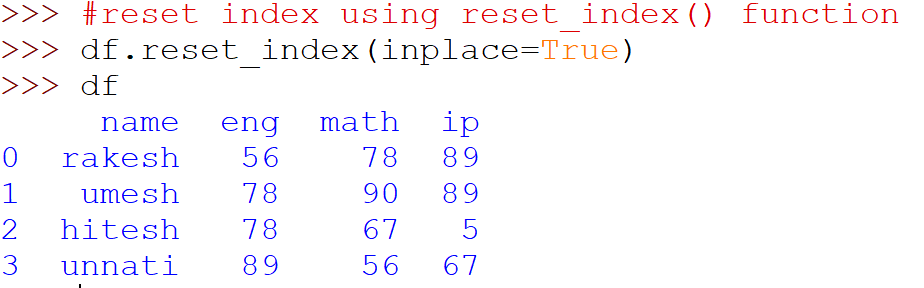 >>> #reset index using reset_index() function
>>> df.reset_index(inplace=True)
>>> df
     name  eng  math  ip
0  rakesh   56    78  89
1   umesh   78    90  89
2  hitesh   78    67   5
3  unnati   89    56  67